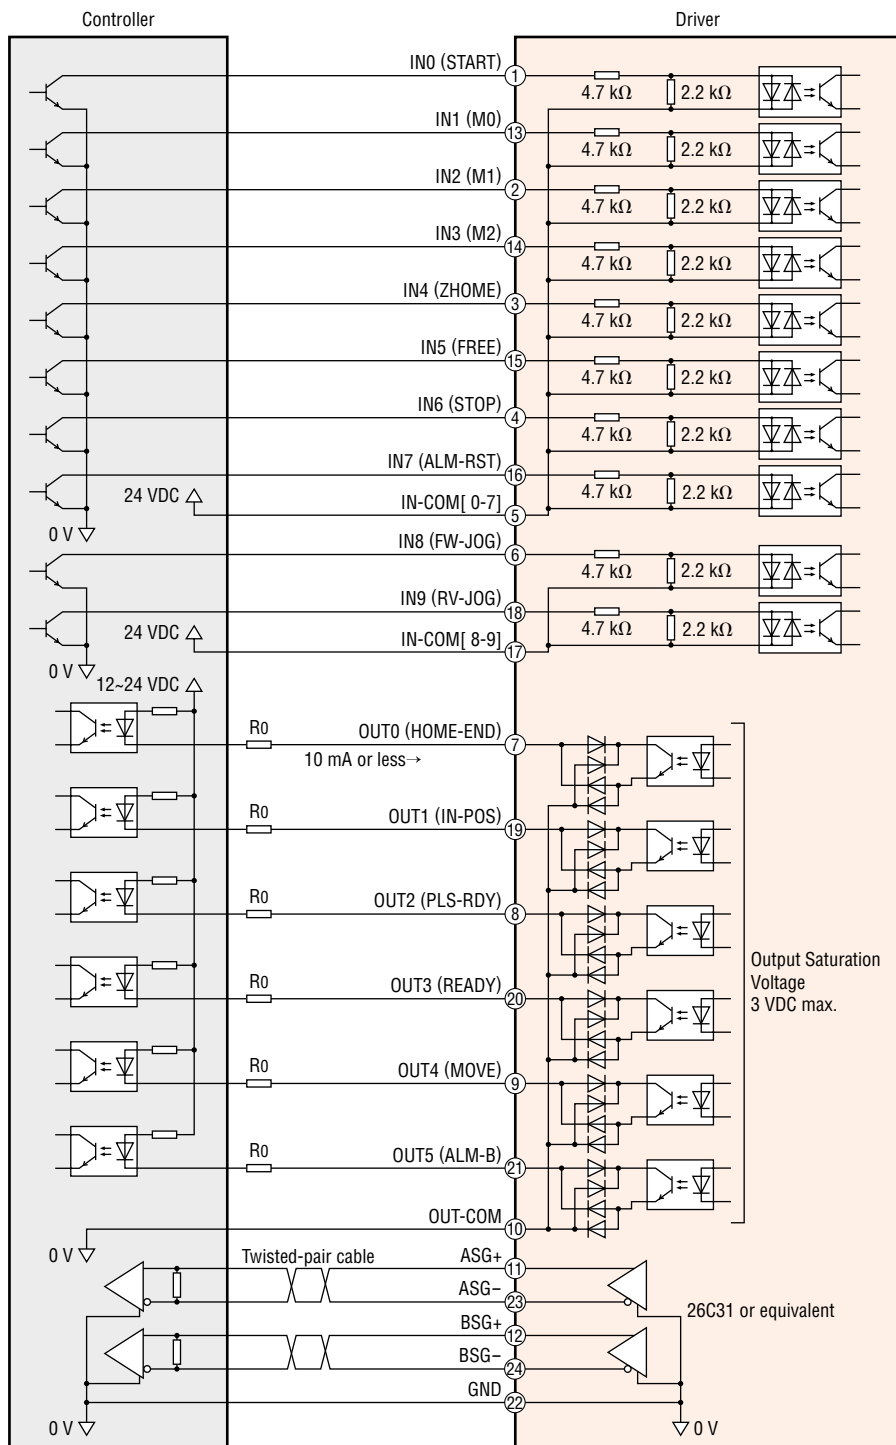 Controller
Driver
IN0 (START)
1
4.7 kΩ
2.2 kΩ
IN1 (M0)
13
4.7 kΩ
2.2 kΩ
IN2 (M1)
2
4.7 kΩ
2.2 kΩ
IN3 (M2)
14
4.7 kΩ
2.2 kΩ
IN4 (ZHOME)
3
4.7 kΩ
2.2 kΩ
IN5 (FREE)
15
4.7 kΩ
2.2 kΩ
IN6 (STOP)
4
4.7 kΩ
2.2 kΩ
IN7 (ALM-RST)
16
4.7 kΩ
2.2 kΩ
24 VDC
IN-COM[ 0-7]
5
0 V
IN8 (FW-JOG)
6
4.7 kΩ
2.2 kΩ
IN9 (RV-JOG)
18
4.7 kΩ
2.2 kΩ
24 VDC
IN-COM[ 8-9]
17
0 V
12~24 VDC
R0
OUT0 (HOME-END)
7
10 mA or less→
R0
OUT1 (IN-POS)
19
R0
OUT2 (PLS-RDY)
8
Output Saturation
Voltage
3 VDC max.
R0
OUT3 (READY)
20
R0
OUT4 (MOVE)
9
R0
OUT5 (ALM-B)
21
OUT-COM
10
0 V
Twisted-pair cable
ASG+
11
ASG−
23
26C31 or equivalent
BSG+
12
BSG−
24
GND
22
0 V
0 V